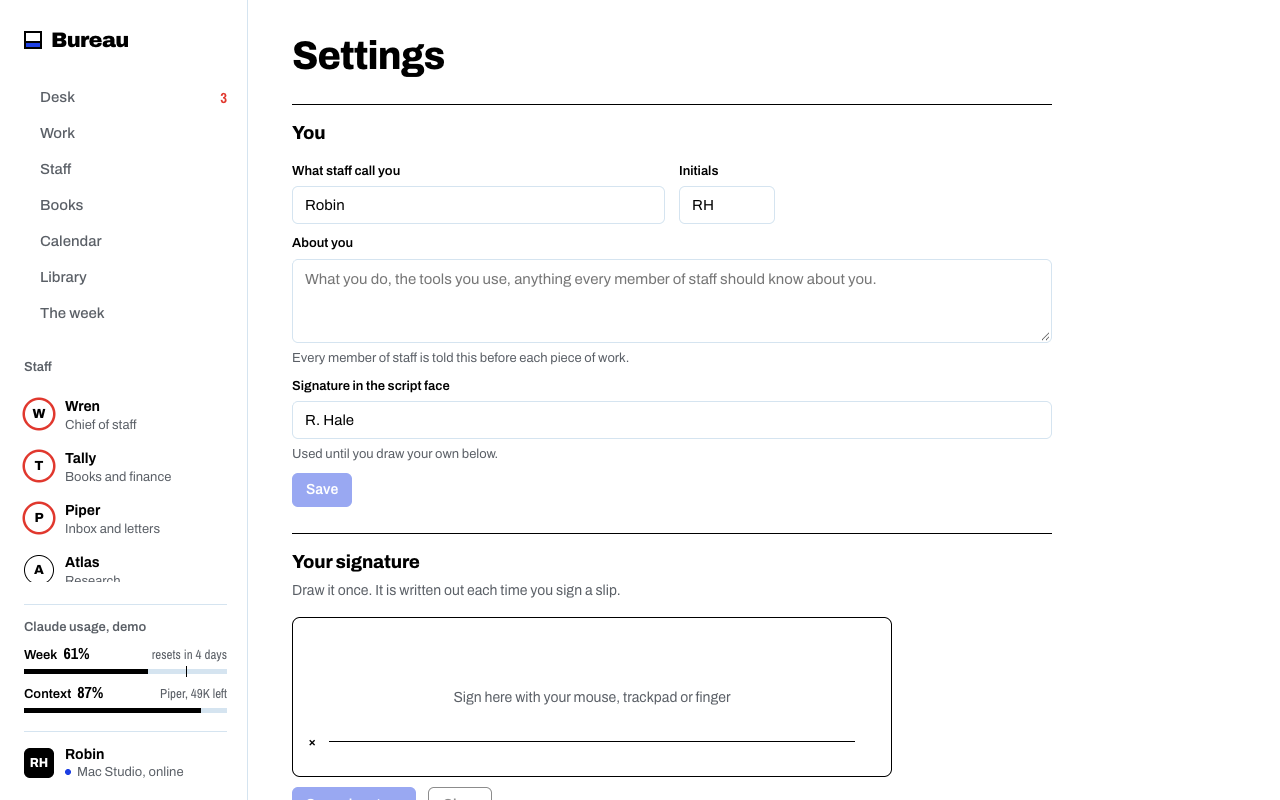 Bureau
Desk 3
Work
Staff
Books
Calendar
Library
The week
Staff
W Wren
Chief of staff
T Tally
Books and finance
P Piper
Inbox and letters
A Atlas
Research
Claude usage, demo
Week 61% resets in 4 days
Context 87% Piper, 49K left
RH Robin
Mac Studio, online
Settings
You
What staff call you Initials
Robin RH
About you
What you do, the tools you use, anything every member of staff should know about you.
Every member of staff is told this before each piece of work.
Signature in the script face
R. Hale
Used until you draw your own below.
Save
Your signature
Draw it once. It is written out each time you sign a slip.
Sign here with your mouse, trackpad or finger
×